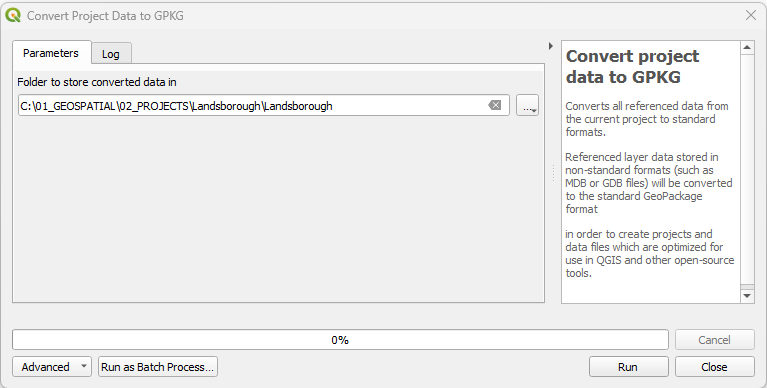 Convert Project Data to GPKG
Parameters
Log
Folder to store converted data in
C:\01_GEOSPATIAL\02_PROJECTS\Landsborough\Landsborough
...
Convert project
data to GPKG
Converts all referenced data from
the current project to standard
formats.
Referenced layer data stored in
non-standard formats (such as
MDB or GDB files) will be converted
to the standard GeoPackage
format
in order to create projects and
data files which are optimized for
use in QGIS and other open-source
tools.
0%
Cancel
Advanced
Run as Batch Process...
Run
Close